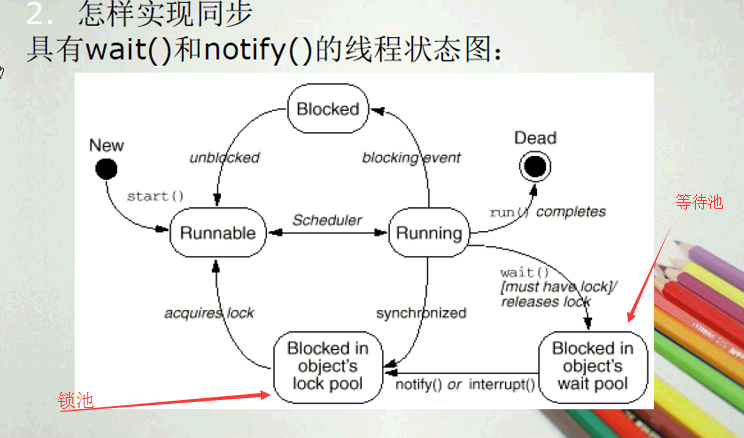 2. 怎样实现同步
具有wait()和notify()的线程状态图：
Blocked
New
Dead
unblocked
blocking event
start()
Scheduler
run() completes
等待池
Runnable
Running
wait()
[must have lock]/
releases lock
acquires lock
synchronized
Blocked in
object's
lock pool
Blocked in
object's
wait pool
notify() or interrupt()
锁池